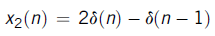 x₂(n) = 2δ(n) – δ(n – 1)